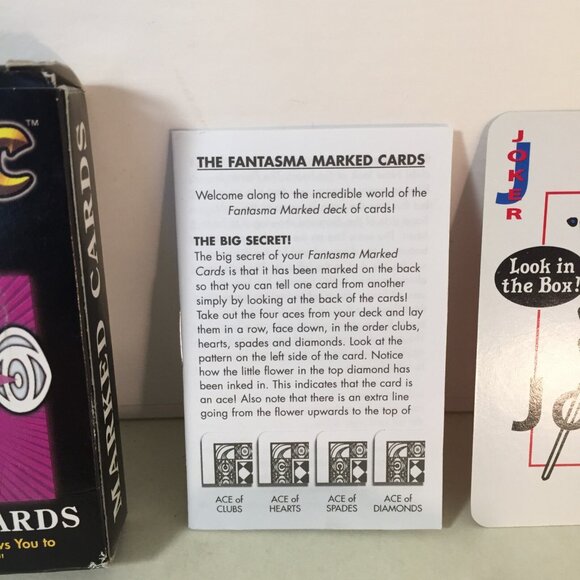 C™
MARKED CARDS
ARDS
ws You to
THE FANTASMA MARKED CARDS
Welcome along to the incredible world of the
Fantasma Marked deck of cards!
THE BIG SECRET!
The big secret of your Fantasma Marked
Cards is that it has been marked on the back
so that you can tell one card from another
simply by looking at the back of the cards!
Take out the four aces from your deck and lay
them in a row, face down, in the order clubs,
hearts, spades and diamonds. Look at the
pattern on the left side of the card. Notice
how the little flower in the top diamond has
been inked in. This indicates that the card is
an ace! Also note that there is an extra line
going from the flower upwards to the top of
ACE of
CLUBS
ACE of
HEARTS
ACE of
SPADES
ACE of
DIAMONDS
J
JOKER
Look in
the Box!
Jo